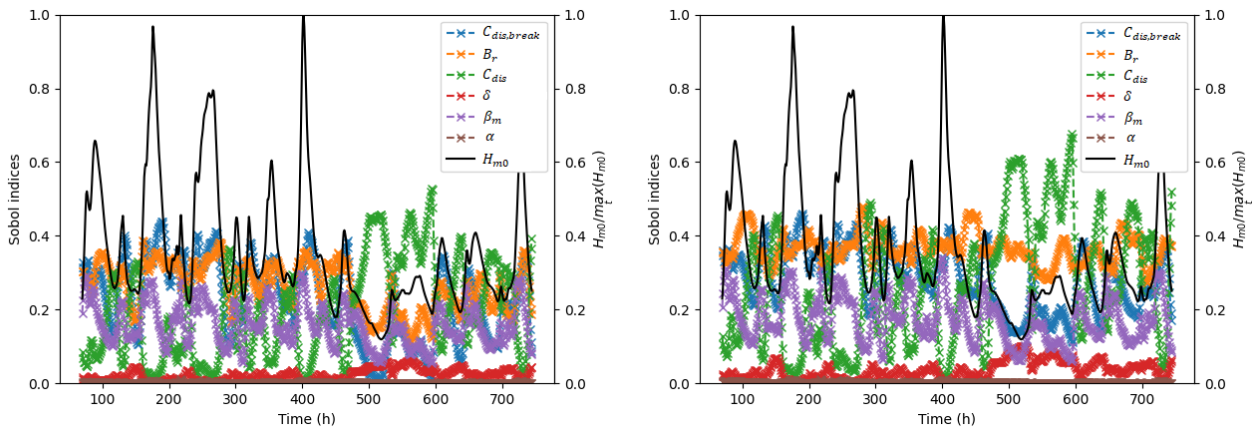 1.0
0.8
0.6
0.4
0.2
0.0
Sobol indices
100 200 300 400 500 600 700
Time (h)
1.0
0.8
0.6
0.4
0.2
0.0
H_{m0}/max_t(H_{m0})
C_{dis,break}
B_r
C_{dis}
δ
β_m
α
H_{m0}
1.0
0.8
0.6
0.4
0.2
0.0
Sobol indices
100 200 300 400 500 600 700
Time (h)
1.0
0.8
0.6
0.4
0.2
0.0
H_{m0}/max_t(H_{m0})
C_{dis,break}
B_r
C_{dis}
δ
β_m
α
H_{m0}